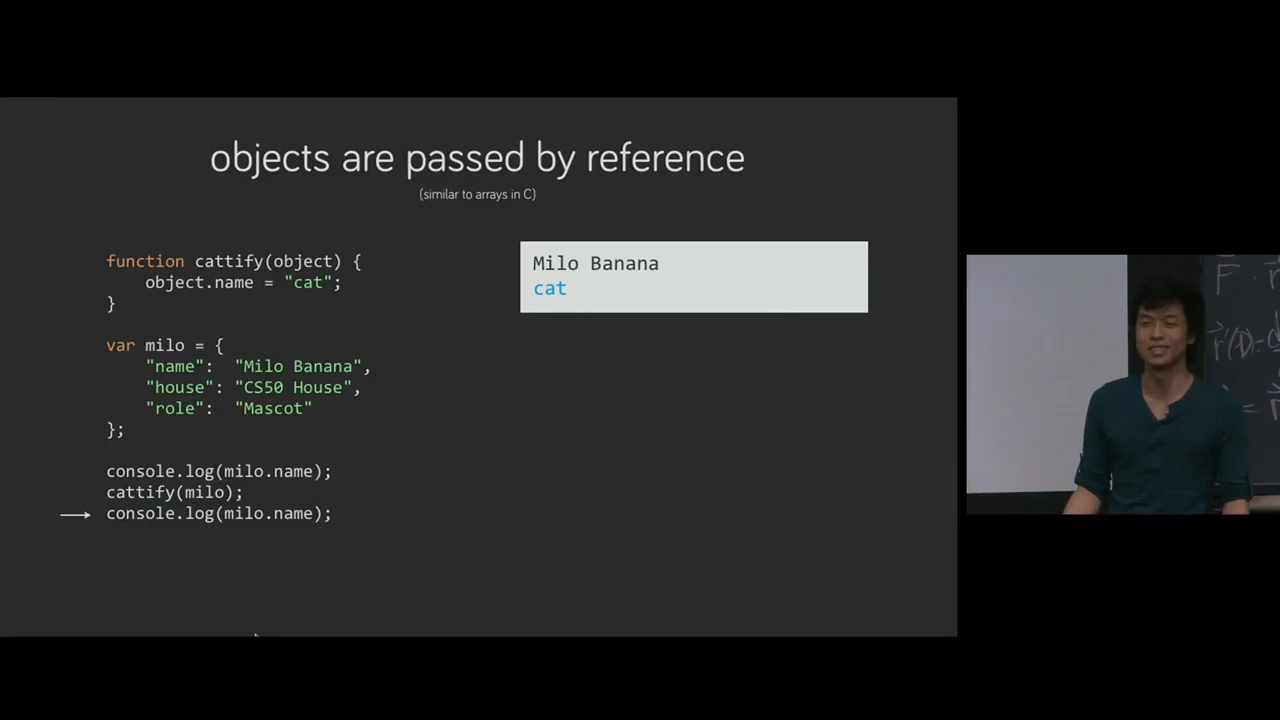 objects are passed by reference
(similar to arrays in C)
function cattify(object) {
    object.name = "cat";
}
var milo = {
    "name":  "Milo Banana",
    "house": "CS50 House",
    "role":  "Mascot"
};
console.log(milo.name);
cattify(milo);
console.log(milo.name);
Milo Banana
cat